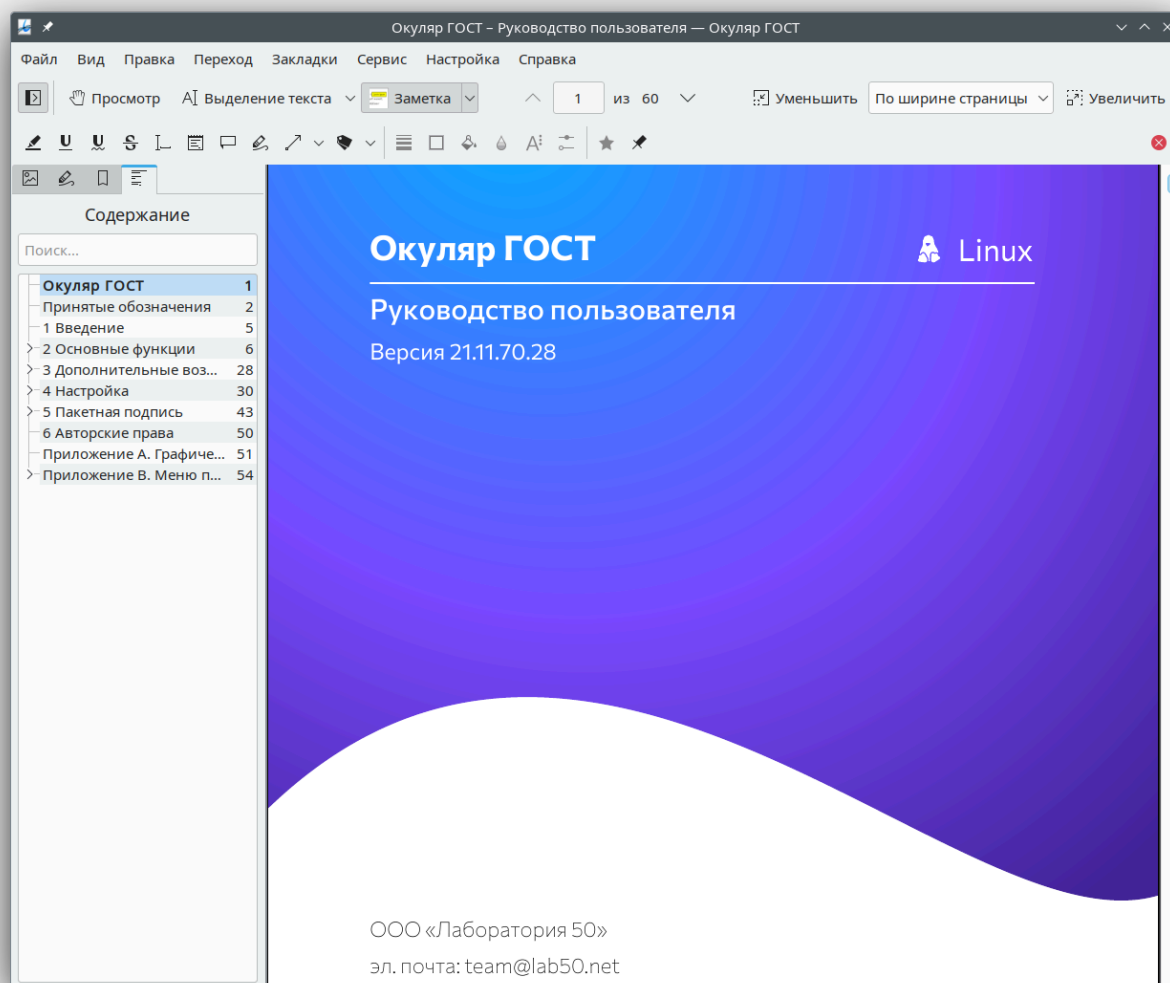 Окуляр ГОСТ – Руководство пользователя — Окуляр ГОСТ
Файл Вид Правка Переход Закладки Сервис Настройка Справка
Просмотр Выделение текста Заметка 1 из 60 Уменьшить По ширине страницы Увеличить
Содержание
Поиск...
Окуляр ГОСТ 1
Принятые обозначения 2
1 Введение 5
2 Основные функции 6
3 Дополнительные воз... 28
4 Настройка 30
5 Пакетная подпись 43
6 Авторские права 50
Приложение А. Графиче... 51
Приложение В. Меню п... 54
Окуляр ГОСТ Linux
Руководство пользователя
Версия 21.11.70.28
ООО «Лаборатория 50»
эл. почта: team@lab50.net